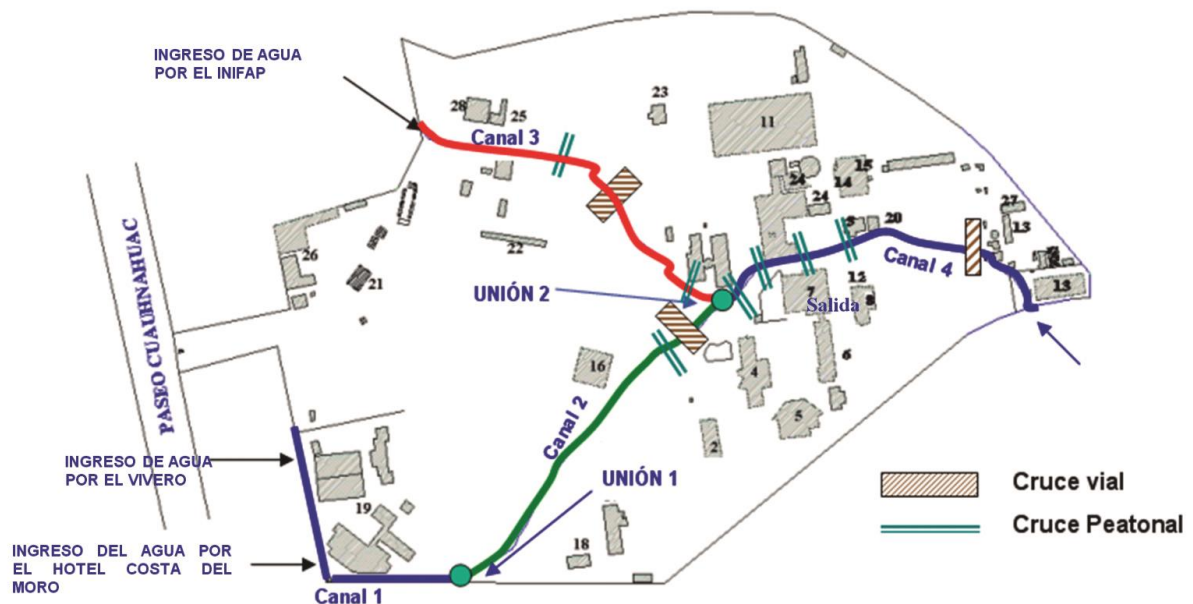 INGRESO DE AGUA
POR EL INIFAP
28
25
Canal 3
23
11
24
24
14
15
5
20
27
13
Canal 4
26
21
22
UNIÓN 2
7
Salida
12
8
13
PASEO CUAUHNAHUAC
16
4
6
5
2
Canal 2
INGRESO DE AGUA
POR EL VIVERO
19
UNIÓN 1
18
INGRESO DEL AGUA POR
EL HOTEL COSTA DEL
MORO
Canal 1
Cruce vial
Cruce Peatonal